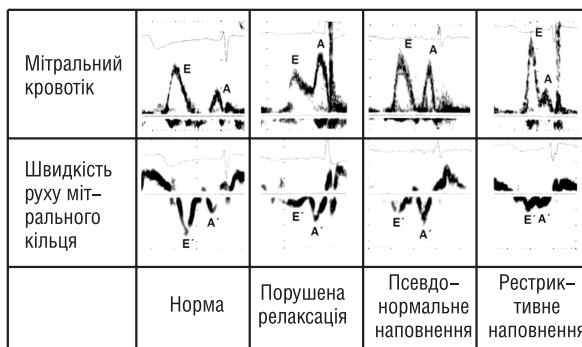 Мітральний
кровотік
E
A
E
A
E
A
E
A
Швидкість
руху міт–
рального
кільця
E´
A´
E´
A´
E´
A´
E´
A´
Норма
Порушена
релаксація
Псевдо–
нормальне
наповнення
Рестрик–
тивне
наповнення